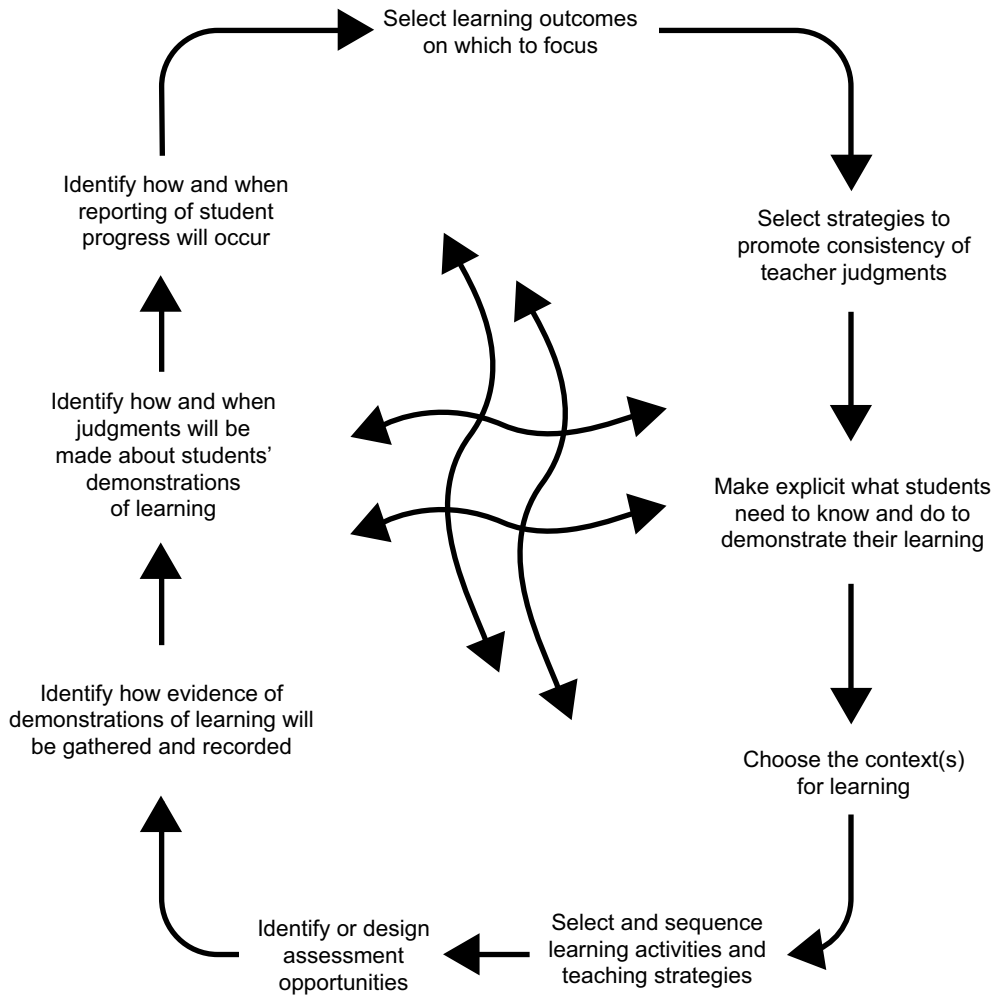 Select learning outcomes
on which to focus
Select strategies to
promote consistency of
teacher judgments
Make explicit what students
need to know and do to
demonstrate their learning
Choose the context(s)
for learning
Select and sequence
learning activities and
teaching strategies
Identify or design
assessment
opportunities
Identify how evidence of
demonstrations of learning will
be gathered and recorded
Identify how and when
judgments will be
made about students’
demonstrations
of learning
Identify how and when
reporting of student
progress will occur